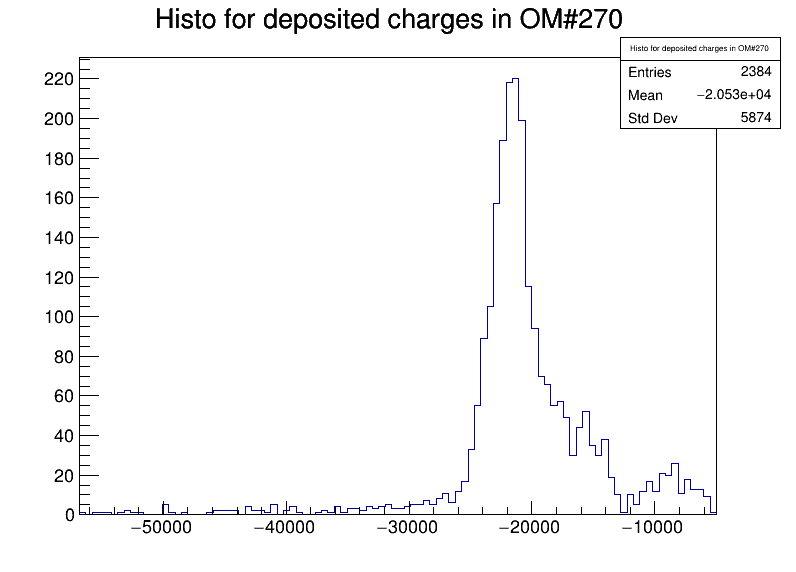 Histo for deposited charges in OM#270
Histo for deposited charges in OM#270
Entries 2384
Mean −2.053e+04
Std Dev 5874
220
200
180
160
140
120
100
80
60
40
20
0
−50000 −40000 −30000 −20000 −10000